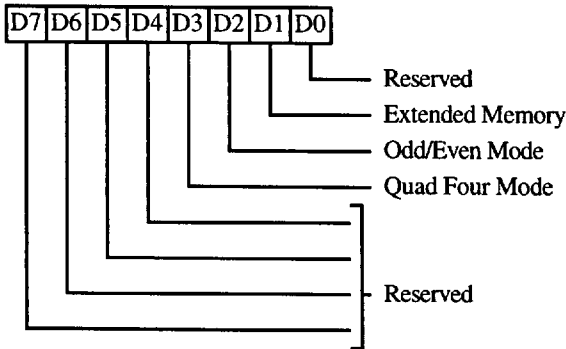 D7 D6 D5 D4 D3 D2 D1 D0
Reserved
Extended Memory
Odd/Even Mode
Quad Four Mode
Reserved